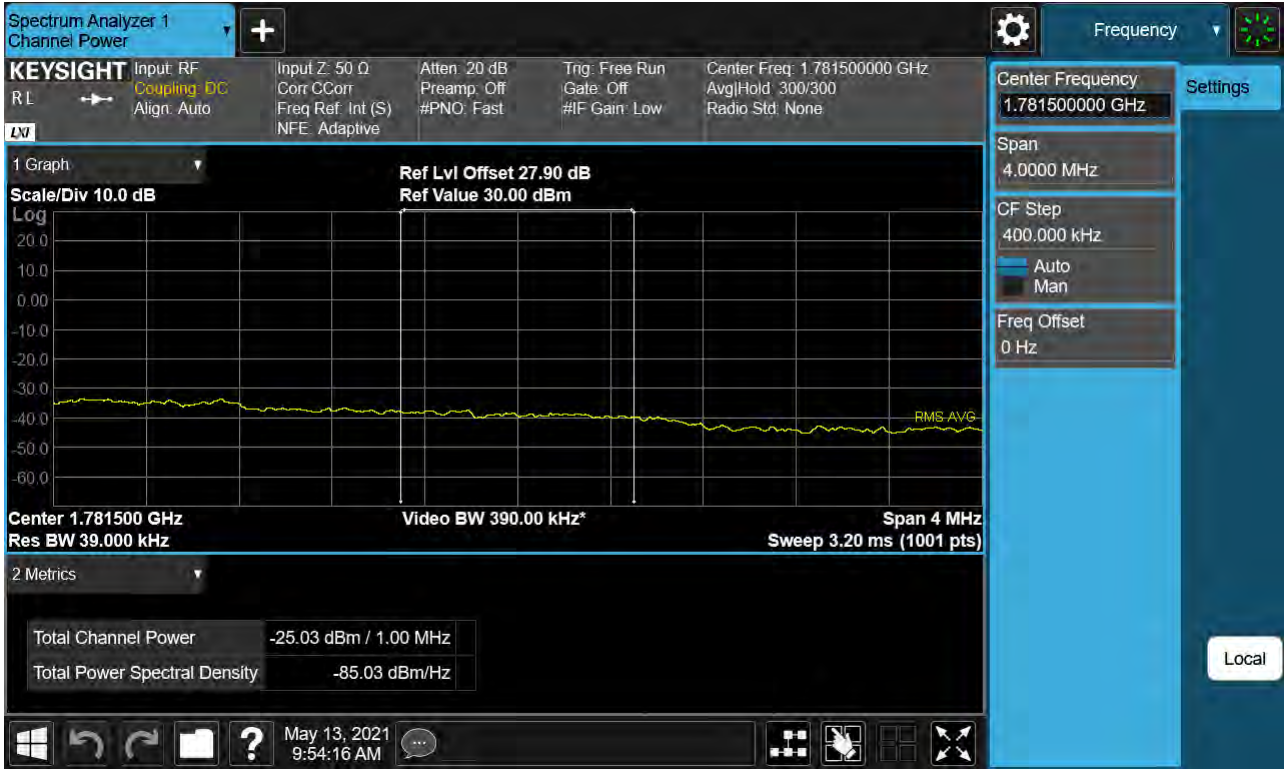 Spectrum Analyzer 1
Channel Power
+
Frequency
KEYSIGHT
RL
LXI
Input: RF
Coupling: DC
Align: Auto
Input Z: 50 Ω
Corr CCorr
Freq Ref: Int (S)
NFE: Adaptive
Atten: 20 dB
Preamp: Off
#PNO: Fast
Trig: Free Run
Gate: Off
#IF Gain: Low
Center Freq: 1.781500000 GHz
Avg|Hold: 300/300
Radio Std: None
1 Graph
Scale/Div 10.0 dB
Ref Lvl Offset 27.90 dB
Ref Value 30.00 dBm
Log
20.0
10.0
0.00
-10.0
-20.0
-30.0
-40.0
-50.0
-60.0
RMS AVG
Center 1.781500 GHz
Video BW 390.00 kHz*
Span 4 MHz
Res BW 39.000 kHz
Sweep 3.20 ms (1001 pts)
2 Metrics
Total Channel Power -25.03 dBm / 1.00 MHz
Total Power Spectral Density -85.03 dBm/Hz
?
May 13, 2021
9:54:16 AM
Center Frequency
1.781500000 GHz
Settings
Span
4.0000 MHz
CF Step
400.000 kHz
Auto
Man
Freq Offset
0 Hz
Local